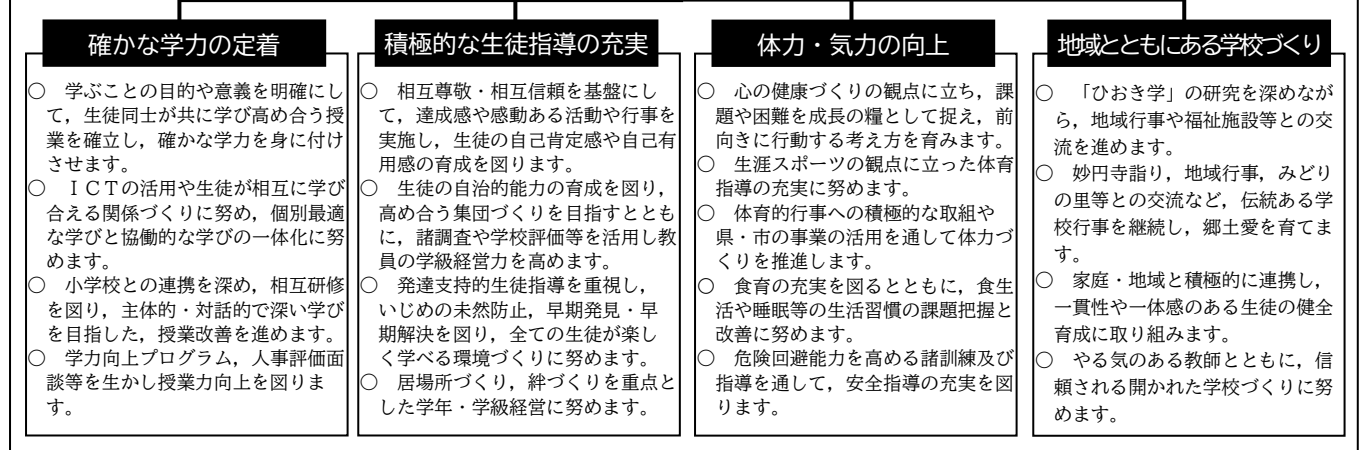 確かな学力の定着
○　学ぶことの目的や意義を明確にし
て，生徒同士が共に学び高め合う授
業を確立し，確かな学力を身に付け
させます。
○　ＩＣＴの活用や生徒が相互に学び
合える関係づくりに努め，個別最適
な学びと協働的な学びの一体化に努
めます。
○　小学校との連携を深め，相互研修
を図り，主体的・対話的で深い学び
を目指した，授業改善を進めます。
○　学力向上プログラム，人事評価面
談等を生かし授業力向上を図りま
す。
積極的な生徒指導の充実
○　相互尊敬・相互信頼を基盤にし
て，達成感や感動ある活動や行事を
実施し，生徒の自己肯定感や自己有
用感の育成を図ります。
○　生徒の自治的能力の育成を図り，
高め合う集団づくりを目指すととも
に，諸調査や学校評価等を活用し教
員の学級経営力を高めます。
○　発達支持的生徒指導を重視し，
いじめの未然防止，早期発見・早
期解決を図り，全ての生徒が楽し
く学べる環境づくりに努めます。
○　居場所づくり，絆づくりを重点と
した学年・学級経営に努めます。
体力・気力の向上
○　心の健康づくりの観点に立ち，課
題や困難を成長の糧として捉え，前
向きに行動する考え方を育みます。
○　生涯スポーツの観点に立った体育
指導の充実に努めます。
○　体育的行事への積極的な取組や
県・市の事業の活用を通して体力づ
くりを推進します。
○　食育の充実を図るとともに，食生
活や睡眠等の生活習慣の課題把握と
改善に努めます。
○　危険回避能力を高める諸訓練及び
指導を通して，安全指導の充実を図
ります。
地域とともにある学校づくり
○　「ひおき学」の研究を深めなが
ら，地域行事や福祉施設等との交
流を進めます。
○　妙円寺詣り，地域行事，みどり
の里等との交流など，伝統ある学
校行事を継続し，郷土愛を育てま
す。
○　家庭・地域と積極的に連携し，
一貫性や一体感のある生徒の健全
育成に取り組みます。
○　やる気のある教師とともに，信
頼される開かれた学校づくりに努
めます。